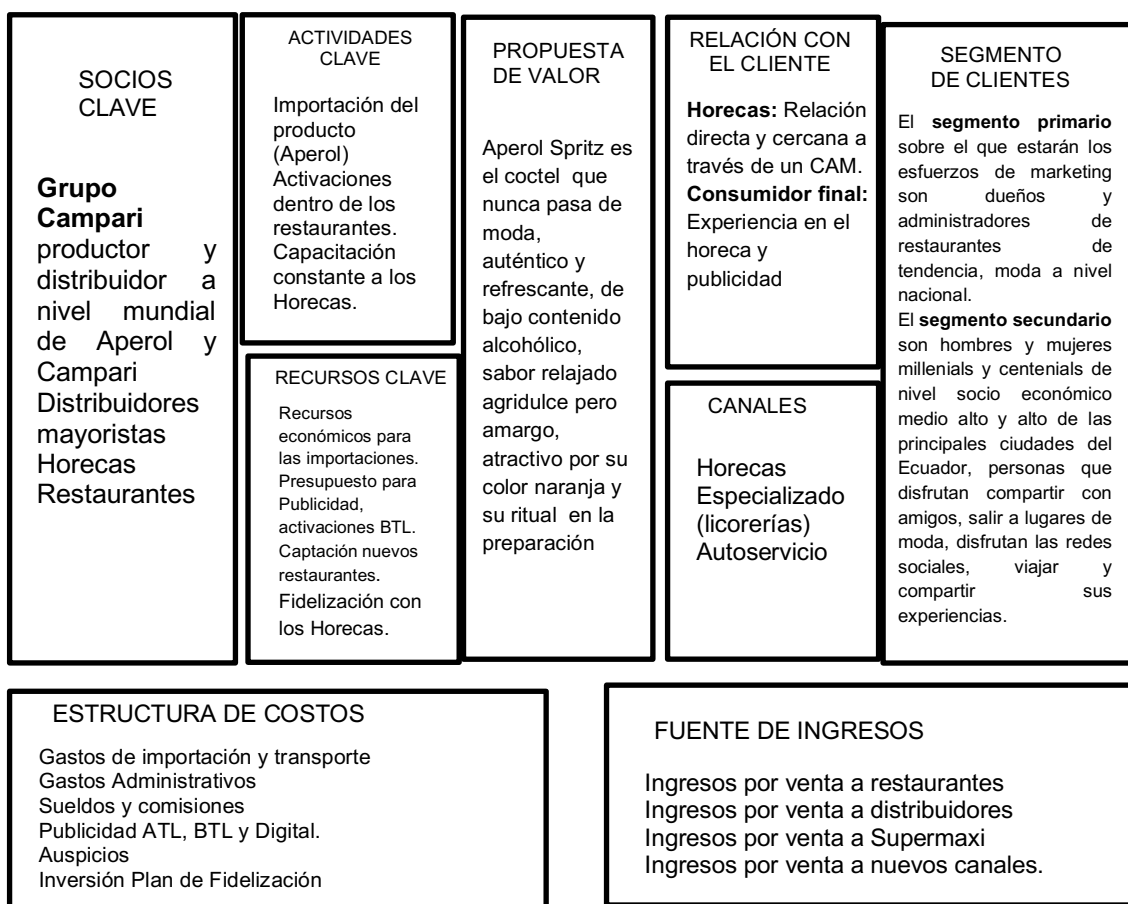 SOCIOS
CLAVE
Grupo
Campari
productor y
distribuidor a
nivel mundial
de Aperol y
Campari
Distribuidores
mayoristas
Horecas
Restaurantes
ACTIVIDADES
CLAVE
Importación del
producto
(Aperol)
Activaciones
dentro de los
restaurantes.
Capacitación
constante a los
Horecas.
RECURSOS CLAVE
Recursos
económicos para
las importaciones.
Presupuesto para
Publicidad,
activaciones BTL.
Captación nuevos
restaurantes.
Fidelización con
los Horecas.
PROPUESTA
DE VALOR
Aperol Spritz es
el coctel que
nunca pasa de
moda,
auténtico y
refrescante, de
bajo contenido
alcohólico,
sabor relajado
agridulce pero
amargo,
atractivo por su
color naranja y
su ritual en la
preparación
RELACIÓN CON
EL CLIENTE
Horecas: Relación
directa y cercana a
través de un CAM.
Consumidor final:
Experiencia en el
horeca y
publicidad
CANALES
Horecas
Especializado
(licorerías)
Autoservicio
SEGMENTO
DE CLIENTES
El segmento primario
sobre el que estarán los
esfuerzos de marketing
son dueños y
administradores de
restaurantes de
tendencia, moda a nivel
nacional.
El segmento secundario
son hombres y mujeres
millenials y centenials de
nivel socio económico
medio alto y alto de las
principales ciudades del
Ecuador, personas que
disfrutan compartir con
amigos, salir a lugares de
moda, disfrutan las redes
sociales, viajar y
compartir sus
experiencias.
ESTRUCTURA DE COSTOS
Gastos de importación y transporte
Gastos Administrativos
Sueldos y comisiones
Publicidad ATL, BTL y Digital.
Auspicios
Inversión Plan de Fidelización
FUENTE DE INGRESOS
Ingresos por venta a restaurantes
Ingresos por venta a distribuidores
Ingresos por venta a Supermaxi
Ingresos por venta a nuevos canales.